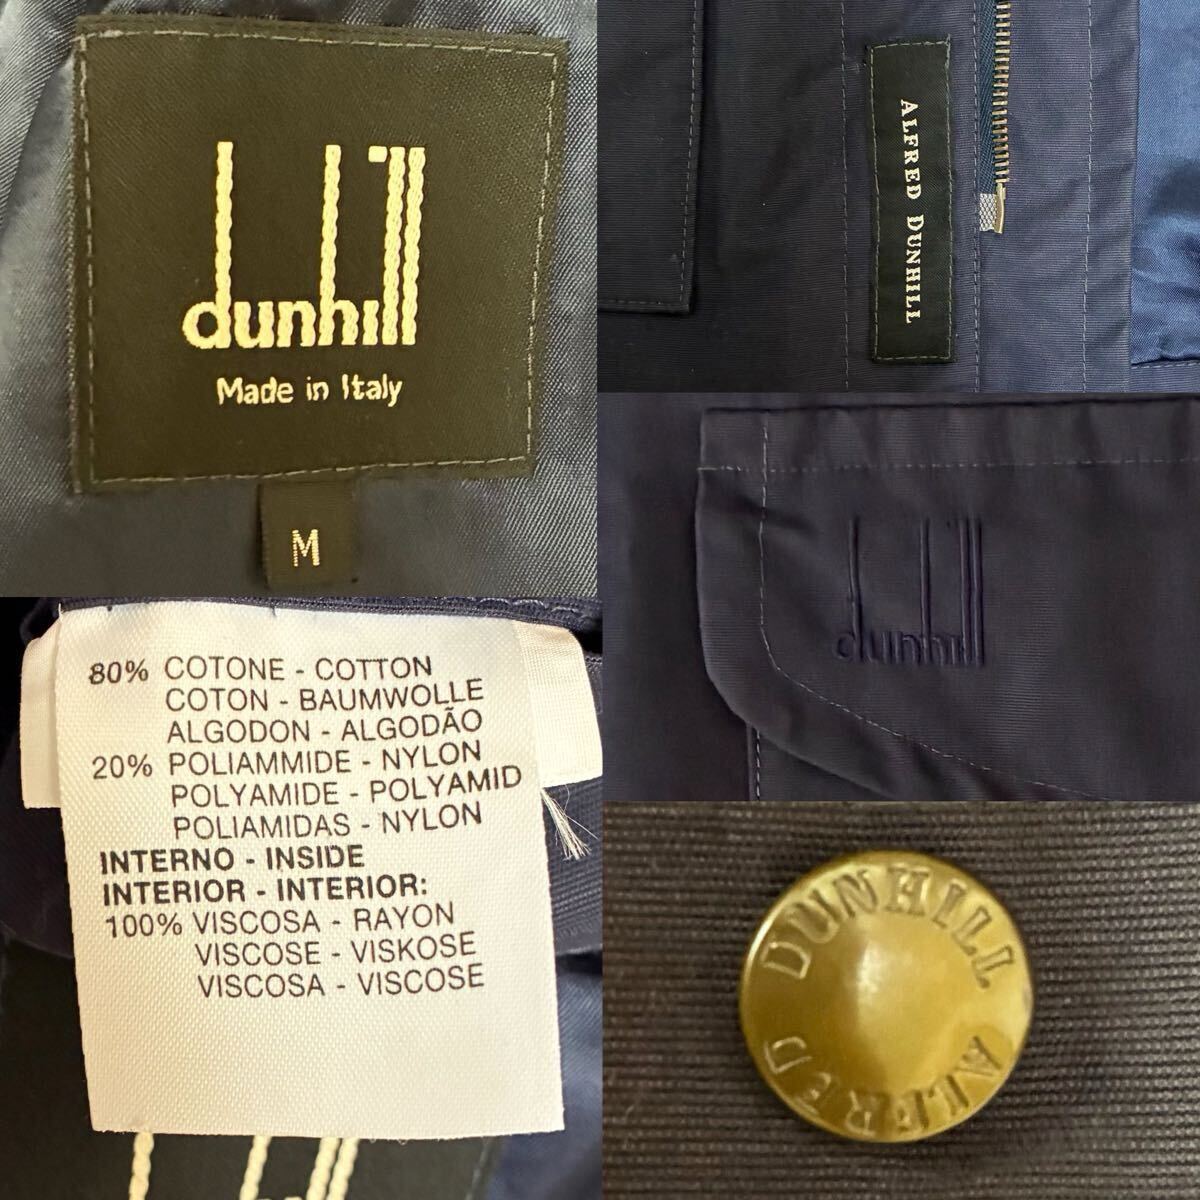 dunhill
Made in Italy
M
ALFRED DUNHILL
dunhill
80% COTONE - COTTON
COTON - BAUMWOLLE
ALGODON - ALGODÃO
20% POLIAMMIDE - NYLON
POLYAMIDE - POLYAMID
POLIAMIDAS - NYLON
INTERNO - INSIDE
INTERIOR - INTERIOR:
100% VISCOSA - RAYON
VISCOSE - VISKOSE
VISCOSA - VISCOSE
ALFRED DUNHILL